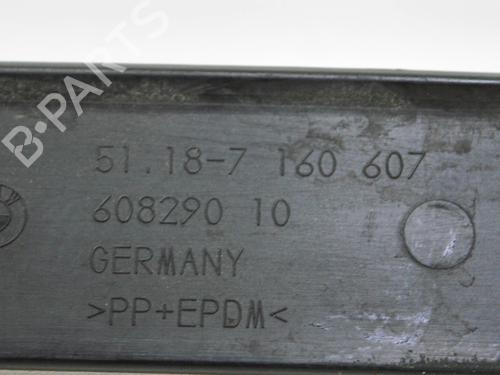 B-PARTS
51.18-7 160 607
608290 10
GERMANY
>PP+EPDM<